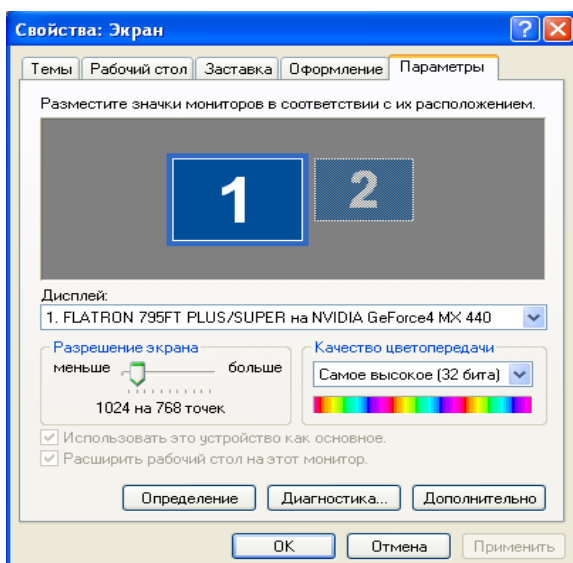 Свойства: Экран
Темы Рабочий стол Заставка Оформление Параметры
Разместите значки мониторов в соответствии с их расположением.
1 2
Дисплей:
1. FLATRON 795FT PLUS/SUPER на NVIDIA GeForce4 MX 440
Разрешение экрана Качество цветопередачи
меньше больше Самое высокое (32 бита)
1024 на 768 точек
Использовать это устройство как основное.
Расширить рабочий стол на этот монитор.
Определение Диагностика... Дополнительно
OK Отмена Применить